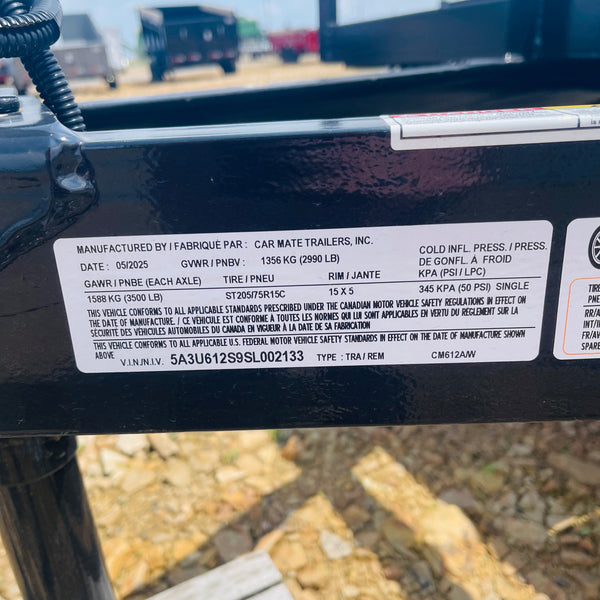 MANUFACTURED BY / FABRIQUÉ PAR : CAR MATE TRAILERS, INC.
DATE : 05/2025 GVWR / PNBV : 1356 KG (2990 LB)
COLD INFL. PRESS. / PRESS.
DE GONFL. À FROID
GAWR / PNBE (EACH AXLE) TIRE / PNEU RIM / JANTE KPA (PSI / LPC)
1588 KG (3500 LB) ST205/75R15C 15 X 5 345 KPA (50 PSI) SINGLE
THIS VEHICLE CONFORMS TO ALL APPLICABLE STANDARDS PRESCRIBED UNDER THE CANADIAN MOTOR VEHICLE SAFETY REGULATIONS IN EFFECT ON
THE DATE OF MANUFACTURE. / CE VÉHICULE EST CONFORME À TOUTES LES NORMES QUI LUI SONT APPLICABLES EN VERTU DU RÈGLEMENT SUR LA
SÉCURITÉ DES VÉHICULES AUTOMOBILES DU CANADA EN VIGUEUR À LA DATE DE SA FABRICATION
THIS VEHICLE CONFORMS TO ALL APPLICABLE U.S. FEDERAL MOTOR VEHICLE SAFETY STANDARDS IN EFFECT ON THE DATE OF MANUFACTURE SHOWN
ABOVE
V.I.N./N.I.V. 5A3U612S9SL002133 TYPE : TRA / REM CM612A/W
TIRE
PNE
RR/A
FR/AV
SPARE